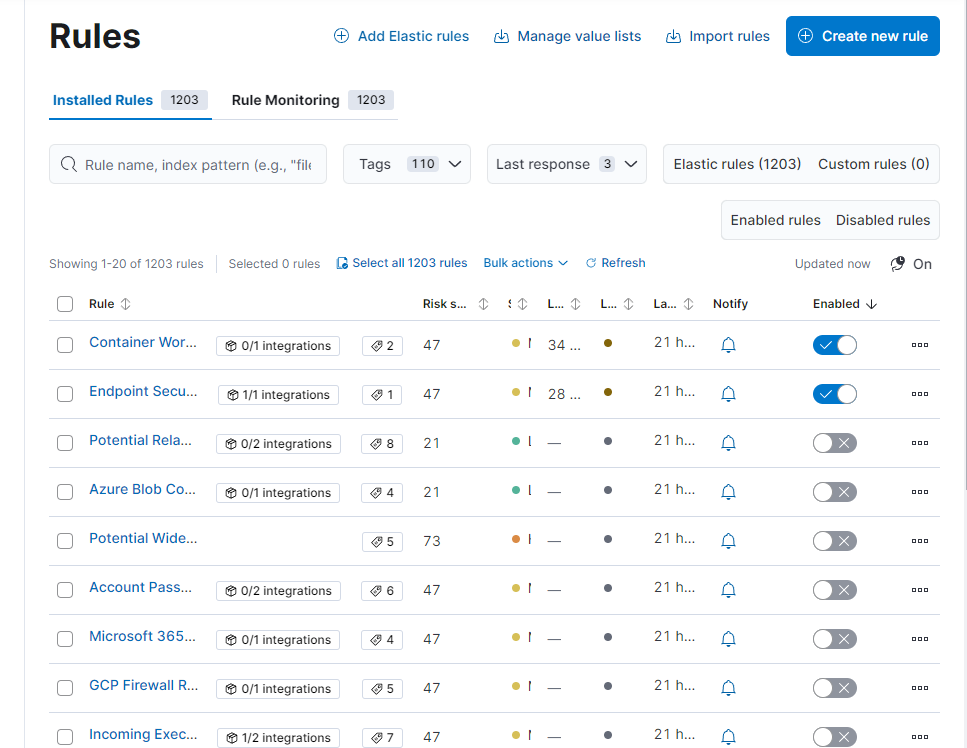 Rules
Add Elastic rules
Manage value lists
Import rules
Create new rule
Installed Rules 1203
Rule Monitoring 1203
Rule name, index pattern (e.g., "file
Tags 110
Last response 3
Elastic rules (1203) Custom rules (0)
Enabled rules Disabled rules
Showing 1-20 of 1203 rules Selected 0 rules Select all 1203 rules Bulk actions Refresh Updated now On
Rule Risk s... L... L... La... Notify Enabled
Container Wor... 0/1 integrations 2 47 34 ... 21 h...
Endpoint Secu... 1/1 integrations 1 47 28 ... 21 h...
Potential Rela... 0/2 integrations 8 21 — 21 h...
Azure Blob Co... 0/1 integrations 4 21 — 21 h...
Potential Wide... 5 73 — 21 h...
Account Pass... 0/2 integrations 6 47 — 21 h...
Microsoft 365... 0/1 integrations 4 47 — 21 h...
GCP Firewall R... 0/1 integrations 5 47 — 21 h...
Incoming Exec... 1/2 integrations 7 47 — 21 h...